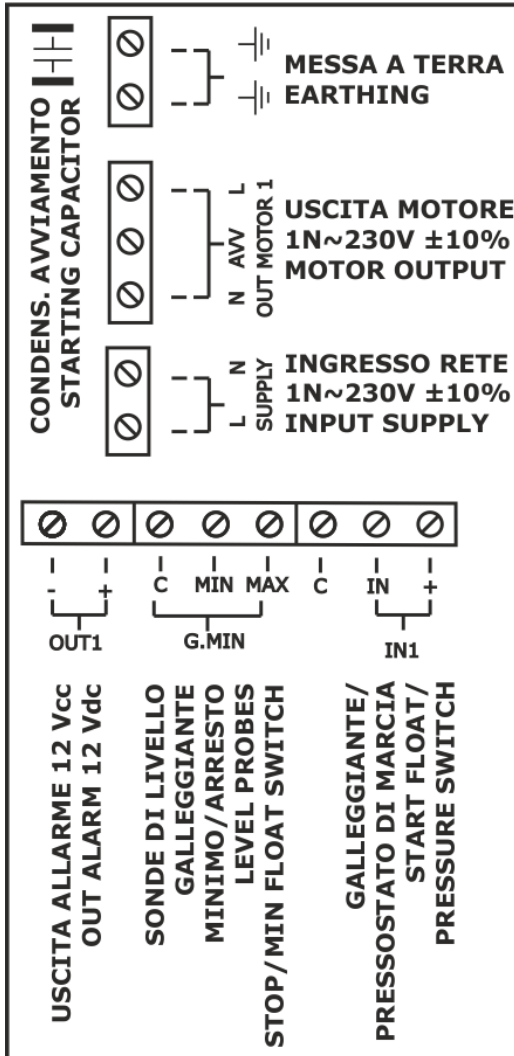 CONDENS. AVVIAMENTO
STARTING CAPACITOR
MESSA A TERRA
EARTHING
L
AVV
N
OUT MOTOR 1
USCITA MOTORE
1N~230V ±10%
MOTOR OUTPUT
N
L
SUPPLY
INGRESSO RETE
1N~230V ±10%
INPUT SUPPLY
- + C MIN MAX C IN +
OUT1 G.MIN IN1
USCITA ALLARME 12 Vcc
OUT ALARM 12 Vdc
SONDE DI LIVELLO
GALLEGGIANTE
MINIMO/ARRESTO
LEVEL PROBES
STOP/MIN FLOAT SWITCH
GALLEGGIANTE/
PRESSOSTATO DI MARCIA
START FLOAT/
PRESSURE SWITCH